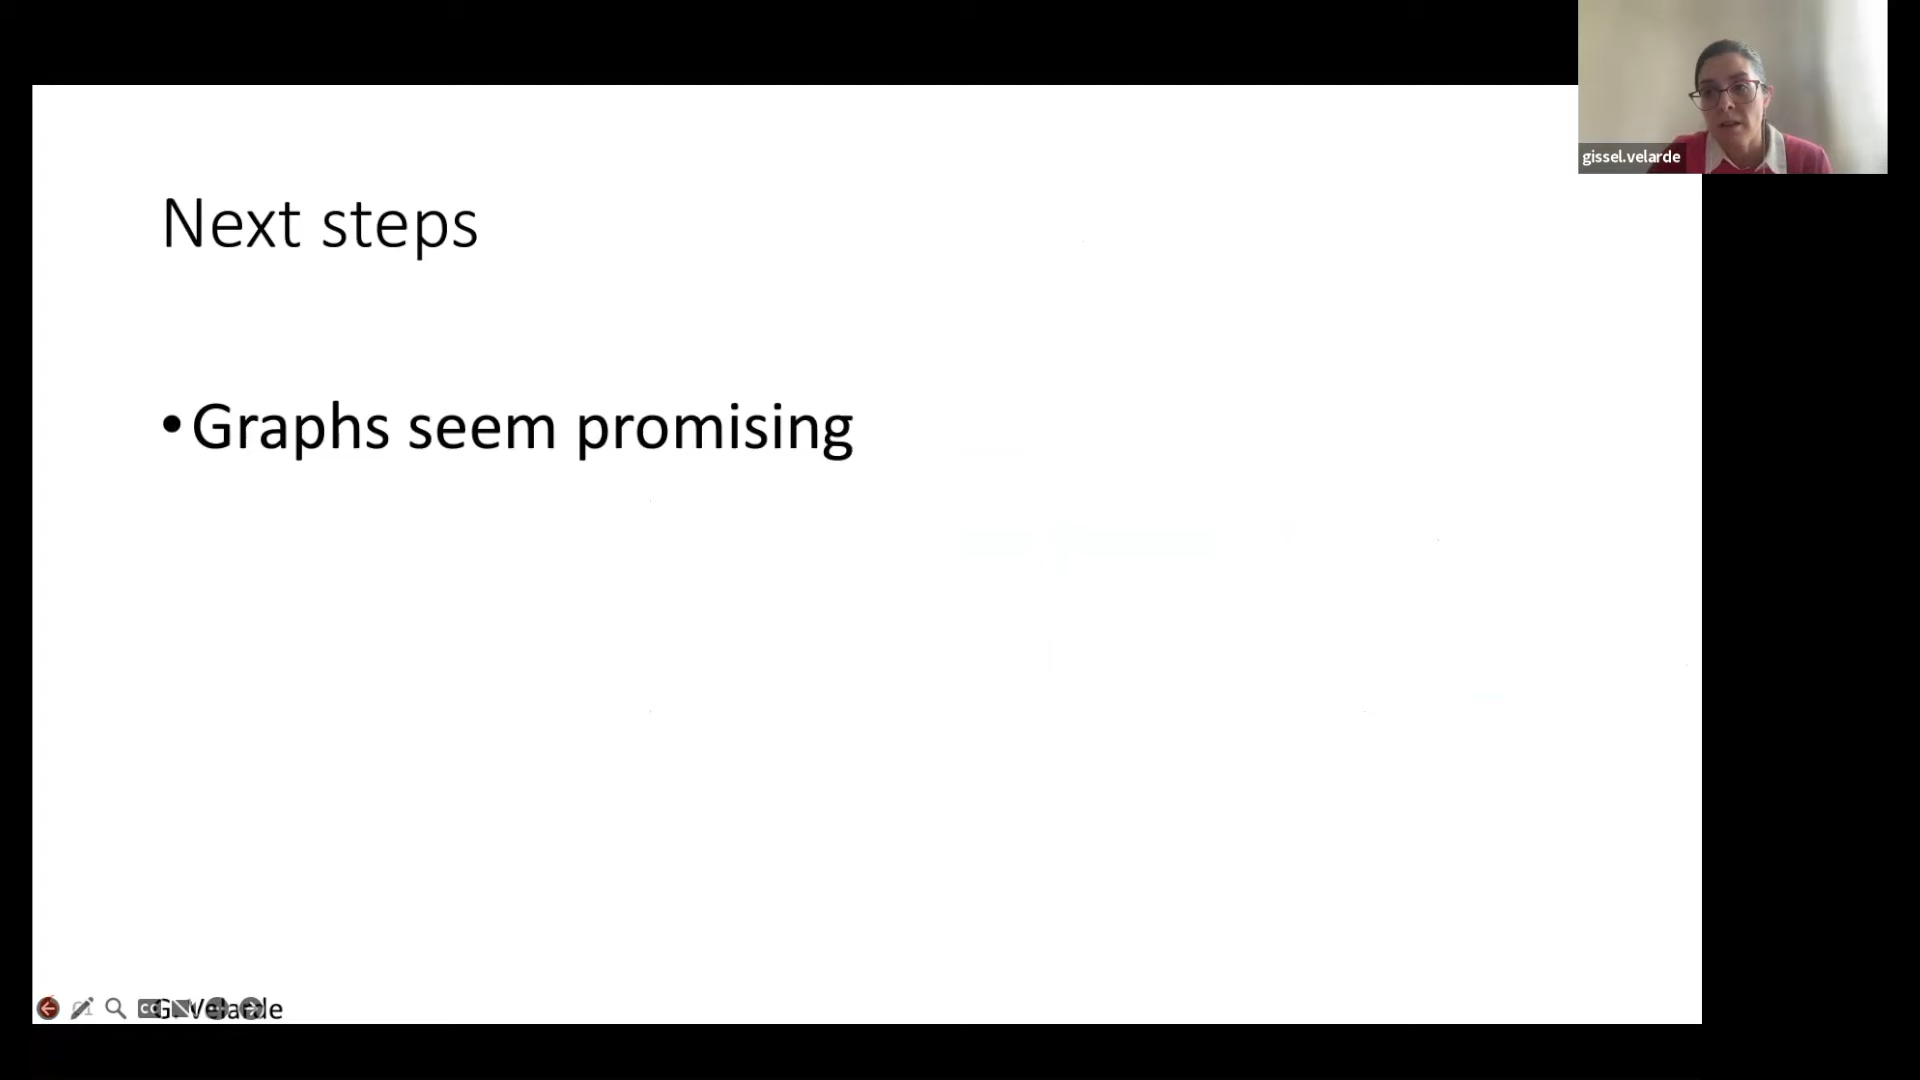 gissel.velarde
Next steps
• Graphs seem promising
G. Velarde